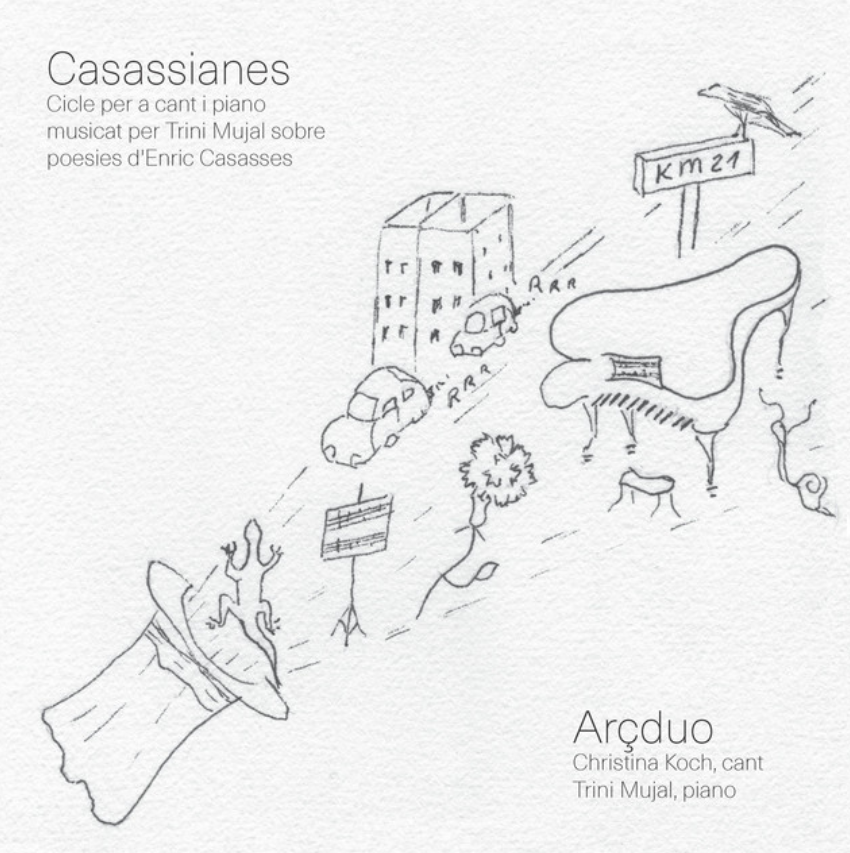 Casassianes
Cicle per a cant i piano
musicat per Trini Mujal sobre
poesies d'Enric Casasses
KM 21
RRR
RRR
Arçduo
Christina Koch, cant
Trini Mujal, piano